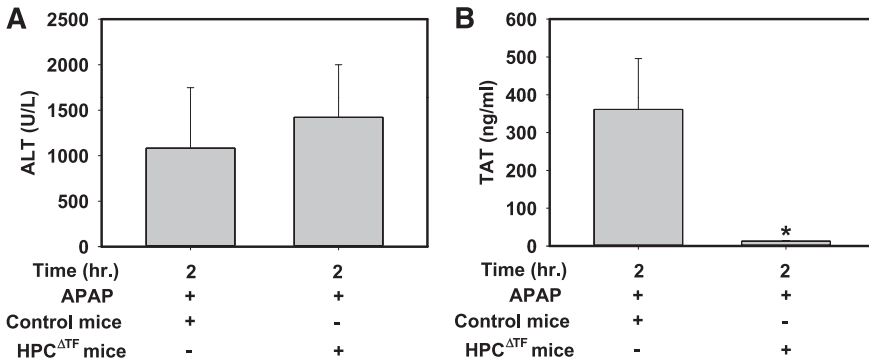 A
ALT (U/L)
2500
2000
1500
1000
500
0
Time (hr.) 2 2
APAP + +
Control mice + -
HPCΔTF mice - +
B
TAT (ng/ml)
600
500
400
300
200
100
0
*
Time (hr.) 2 2
APAP + +
Control mice + -
HPCΔTF mice - +